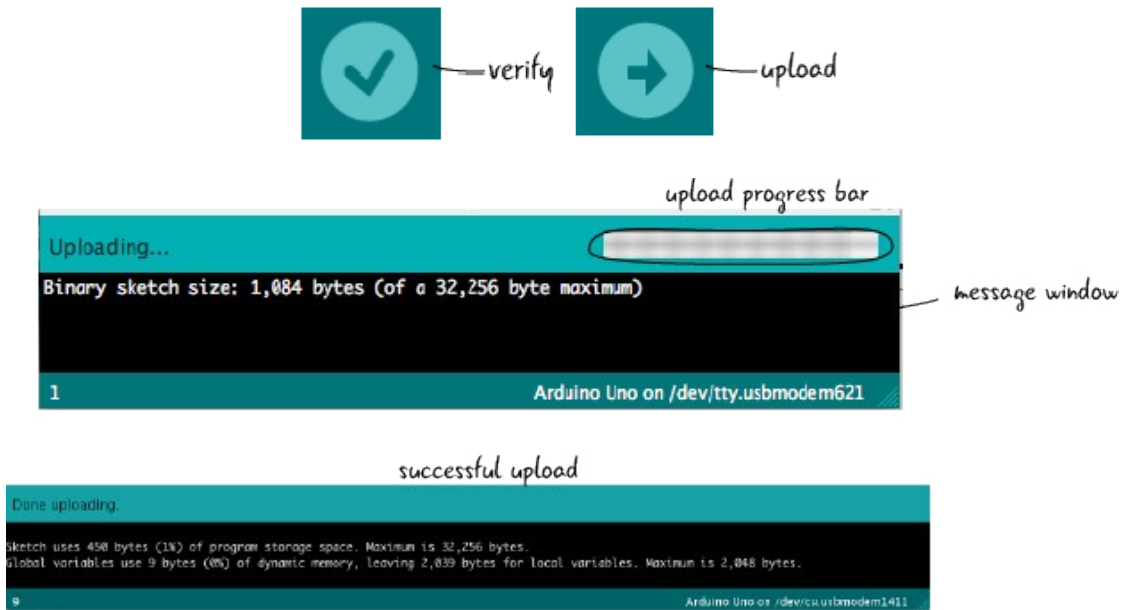 verify
upload
upload progress bar
Uploading...
Binary sketch size: 1,084 bytes (of a 32,256 byte maximum)
message window
1
Arduino Uno on /dev/tty.usbmodem621
successful upload
Done uploading.
Sketch uses 450 bytes (1%) of program storage space. Maximum is 32,256 bytes.
Global variables use 9 bytes (0%) of dynamic memory, leaving 2,039 bytes for local variables. Maximum is 2,048 bytes.
9
Arduino Uno on /dev/cu.usbmodem1411